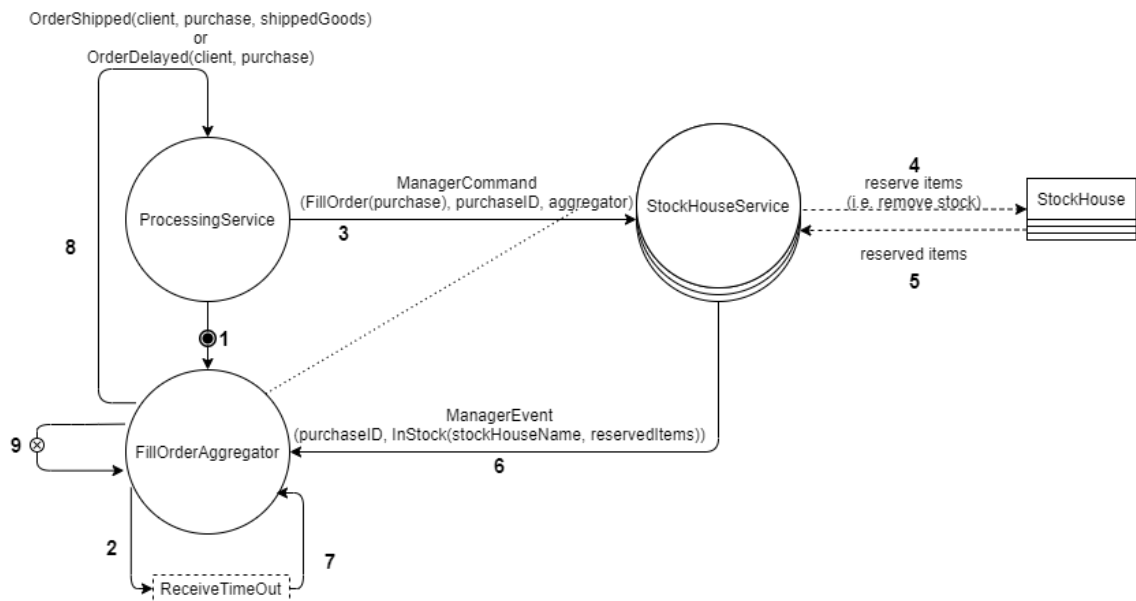 OrderShipped(client, purchase, shippedGoods)
or
OrderDelayed(client, purchase)
ProcessingService
ManagerCommand
(FillOrder(purchase), purchaseID, aggregator)
3
StockHouseService
4
reserve items
(i.e. remove stock)
StockHouse
reserved items
5
8
1
ManagerEvent
(purchaseID, InStock(stockHouseName, reservedItems))
6
9
FillOrderAggregator
2
7
ReceiveTimeOut